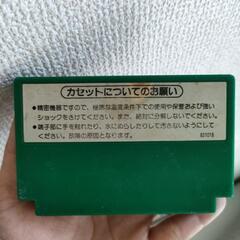 カセットについてのお願い
●精密機器ですので、極端な温度条件下での使用や保管および強い
ショックをさけてください。また、絶対に分解しないでください。
●端子部に手を触れたり、水にぬらしたりして汚さないようにして
ください。故障の原因となります。